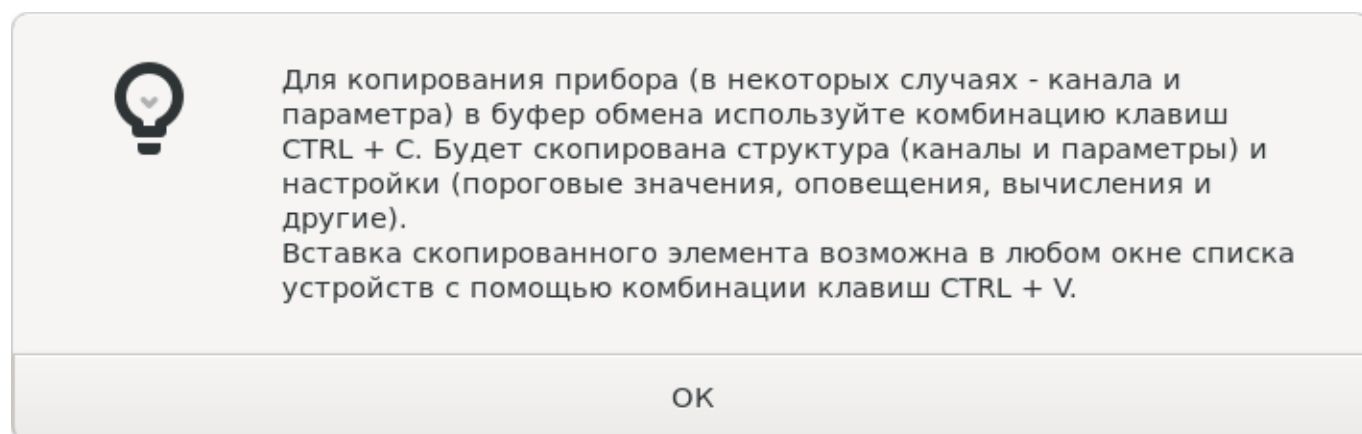 Для копирования прибора (в некоторых случаях - канала и
параметра) в буфер обмена используйте комбинацию клавиш
CTRL + C. Будет скопирована структура (каналы и параметры) и
настройки (пороговые значения, оповещения, вычисления и
другие).
Вставка скопированного элемента возможна в любом окне списка
устройств с помощью комбинации клавиш CTRL + V.
ОК